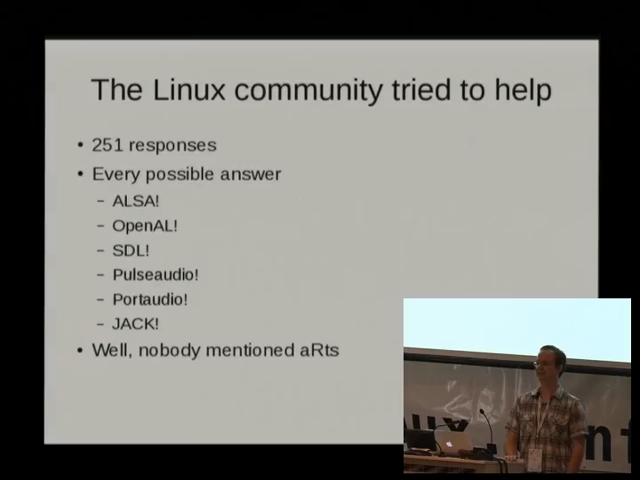 The Linux community tried to help
• 251 responses
• Every possible answer
– ALSA!
– OpenAL!
– SDL!
– Pulseaudio!
– Portaudio!
– JACK!
• Well, nobody mentioned aRts